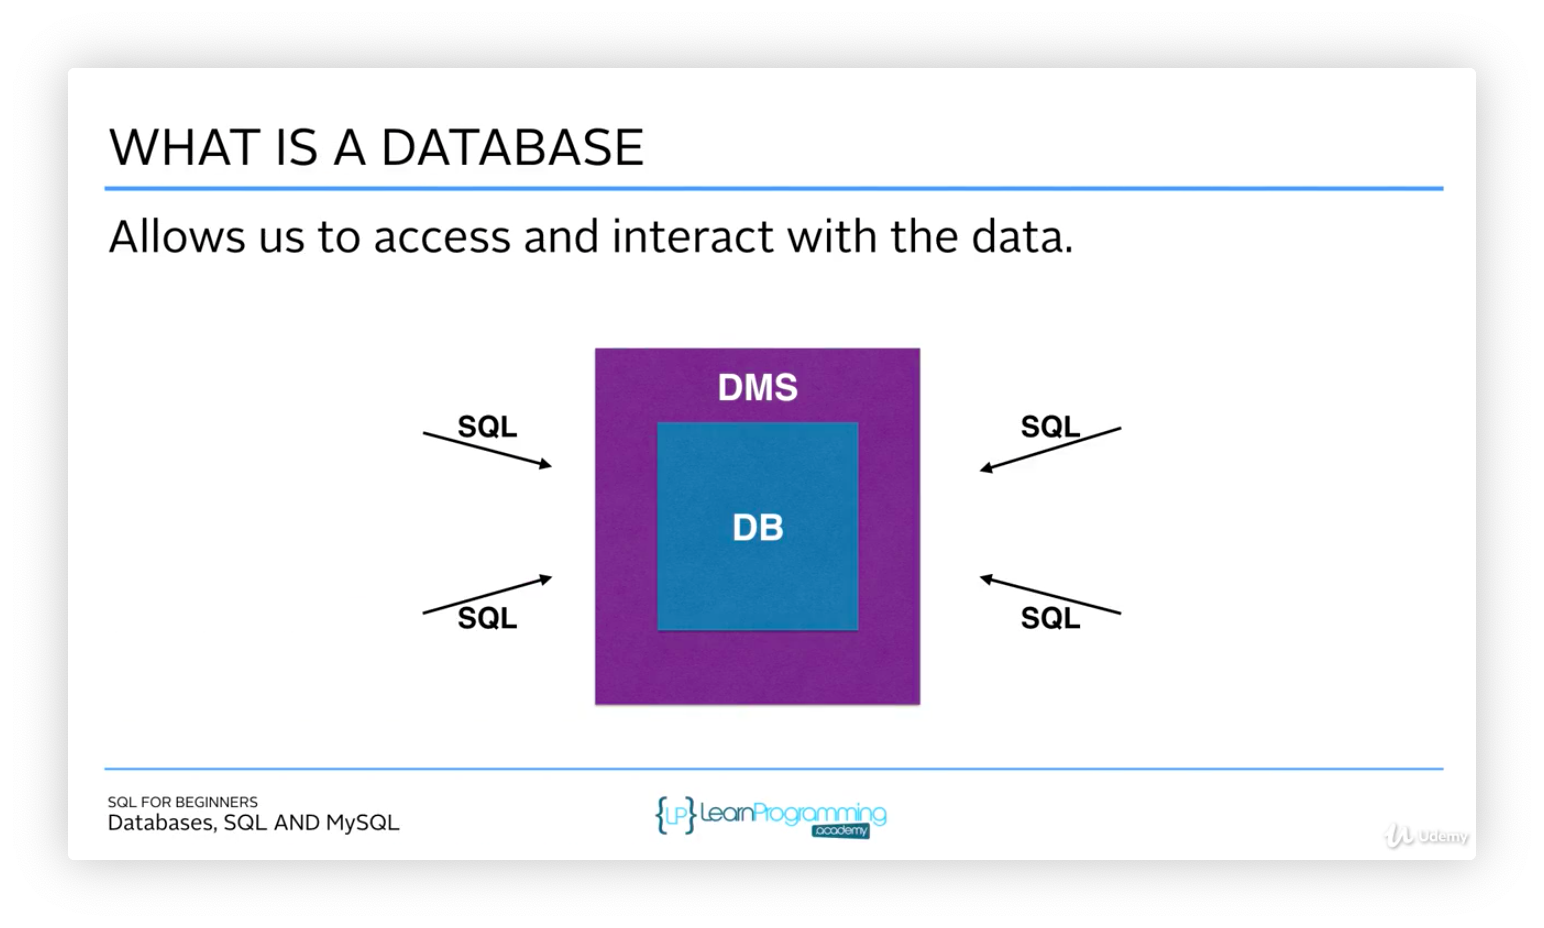 WHAT IS A DATABASE
Allows us to access and interact with the data.
DMS
SQL
SQL
DB
SQL
SQL
SQL FOR BEGINNERS
Databases, SQL AND MySQL
{LP} LearnProgramming
academy
Udemy